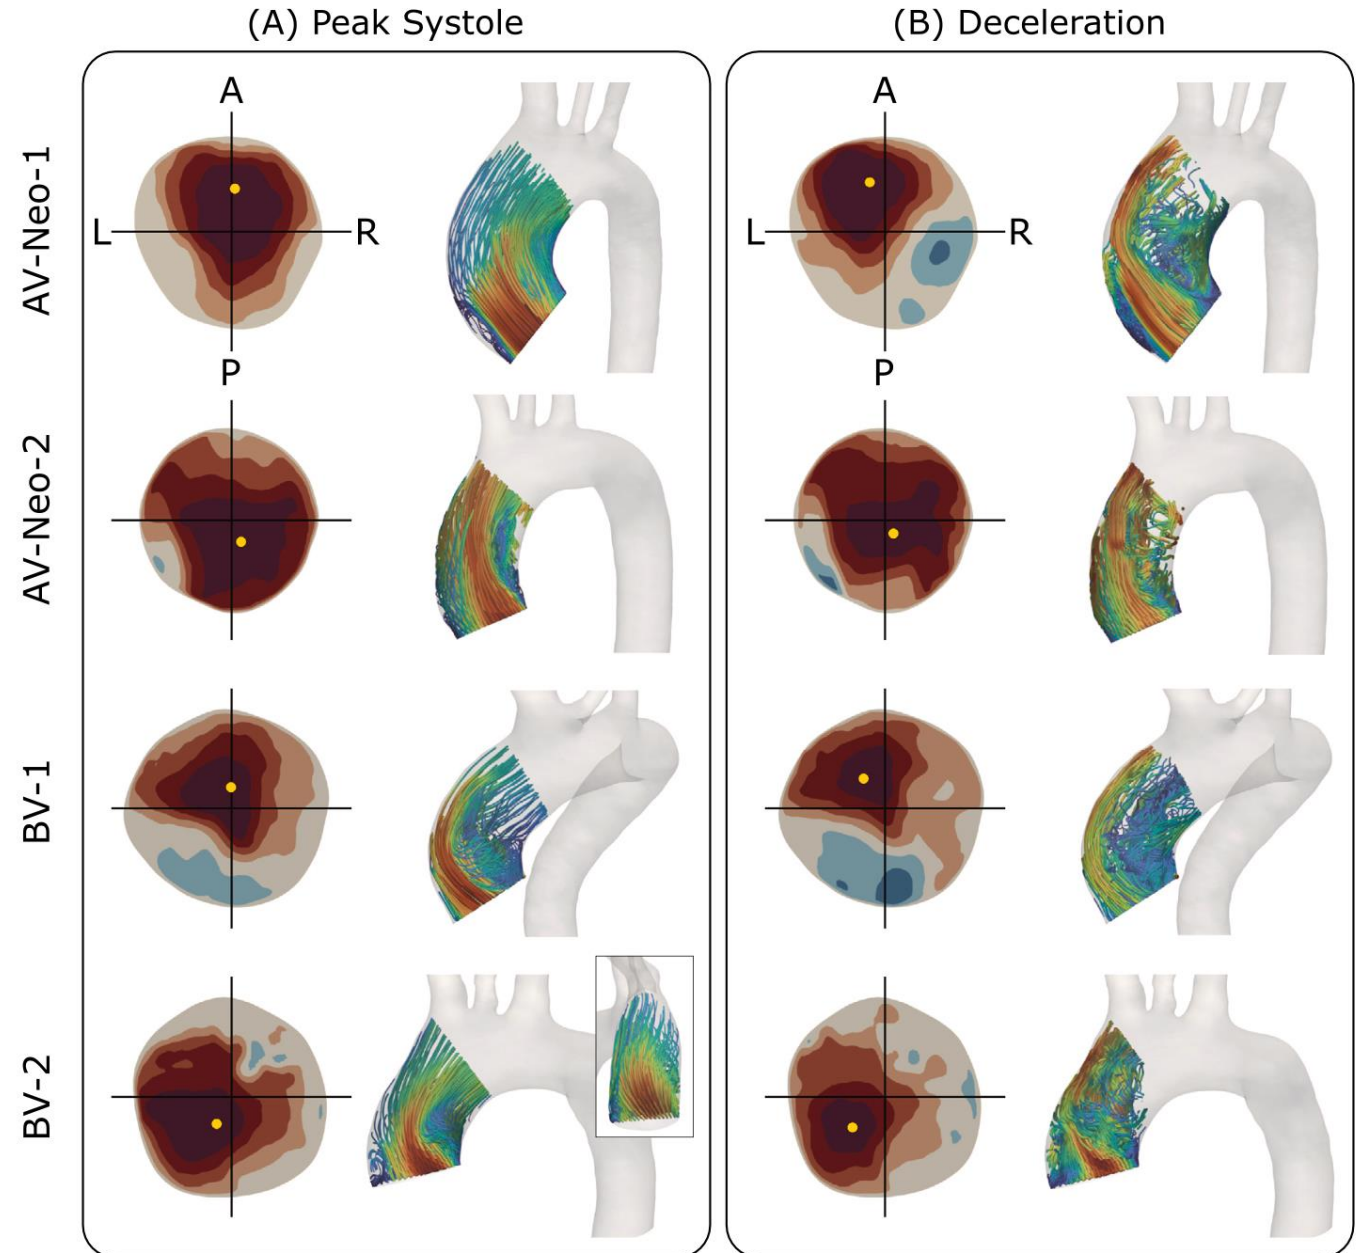 (A) Peak Systole
(B) Deceleration
AV-Neo-1
A
L
R
P
A
L
R
P
AV-Neo-2
BV-1
BV-2